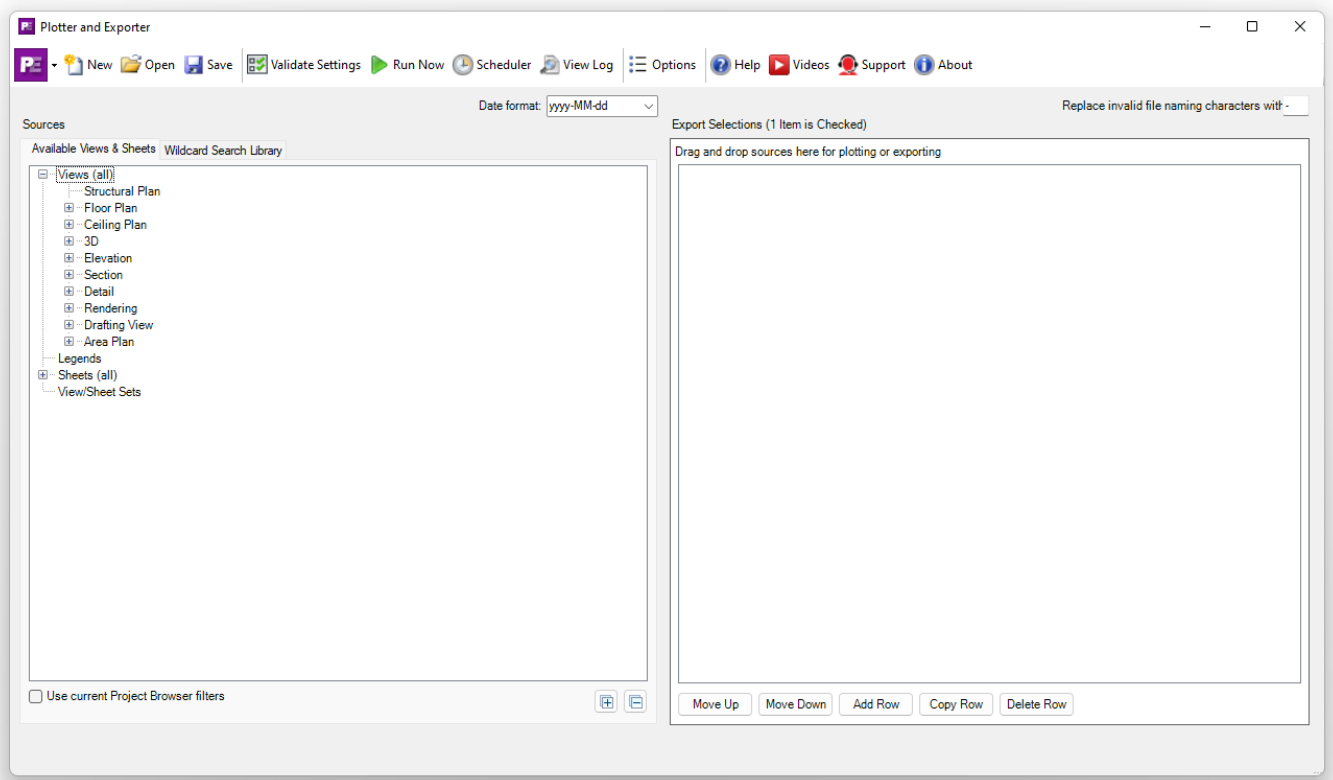 PE Plotter and Exporter
PE New Open Save Validate Settings Run Now Scheduler View Log Options Help Videos Support About
Date format: yyyy-MM-dd
Replace invalid file naming characters with -
Sources
Available Views & Sheets Wildcard Search Library
Views (all)
Structural Plan
Floor Plan
Ceiling Plan
3D
Elevation
Section
Detail
Rendering
Drafting View
Area Plan
Legends
Sheets (all)
View/Sheet Sets
Use current Project Browser filters
Export Selections (1 Item is Checked)
Drag and drop sources here for plotting or exporting
Move Up Move Down Add Row Copy Row Delete Row